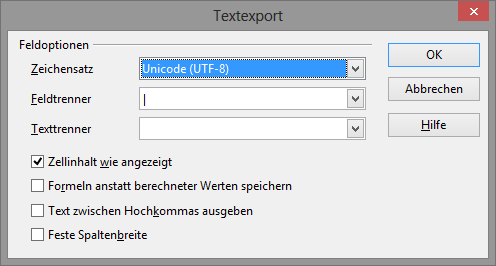 Textexport
Feldoptionen
Zeichensatz Unicode (UTF-8)
Feldtrenner |
Texttrenner
Zellinhalt wie angezeigt
Formeln anstatt berechneter Werten speichern
Text zwischen Hochkommas ausgeben
Feste Spaltenbreite
OK
Abbrechen
Hilfe